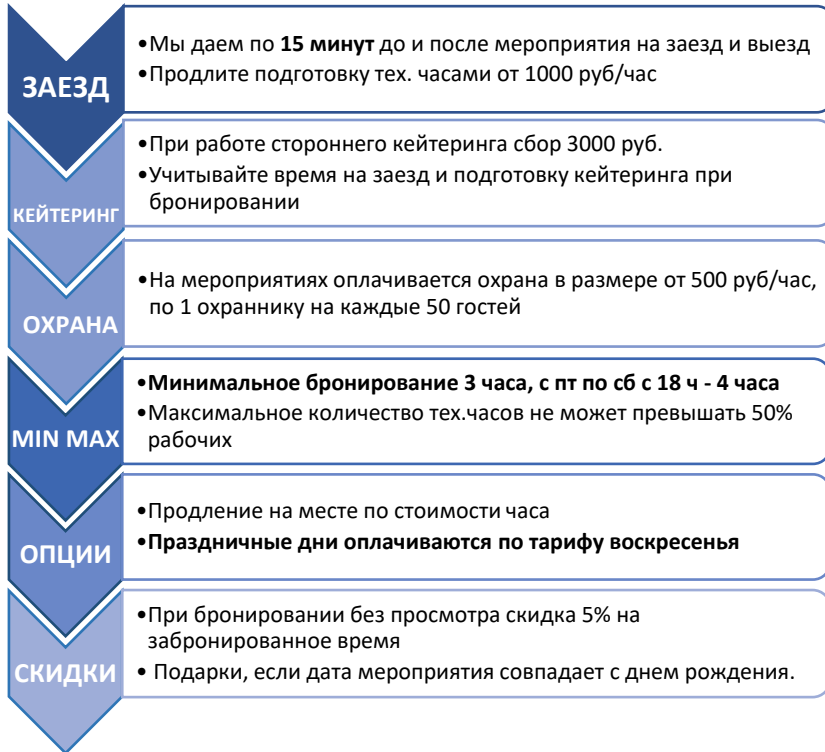 ЗАЕЗД
•Мы даем по 15 минут до и после мероприятия на заезд и выезд
•Продлите подготовку тех. часами от 1000 руб/час
КЕЙТЕРИНГ
•При работе стороннего кейтеринга сбор 3000 руб.
•Учитывайте время на заезд и подготовку кейтеринга при
бронировании
ОХРАНА
•На мероприятиях оплачивается охрана в размере от 500 руб/час,
по 1 охраннику на каждые 50 гостей
MIN MAX
•Минимальное бронирование 3 часа, с пт по сб с 18 ч - 4 часа
•Максимальное количество тех.часов не может превышать 50%
рабочих
ОПЦИИ
•Продление на месте по стоимости часа
•Праздничные дни оплачиваются по тарифу воскресенья
СКИДКИ
•При бронировании без просмотра скидка 5% на
забронированное время
• Подарки, если дата мероприятия совпадает с днем рождения.